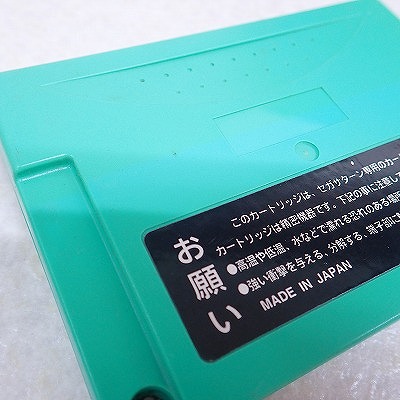 お願い
このカートリッジは、セガサターン専用のカー
カートリッジは精密機器です。下記の事に注意して
●高温や低温、水などで濡れる恐れのある場所
●強い衝撃を与える、分解する、端子部に
MADE IN JAPAN